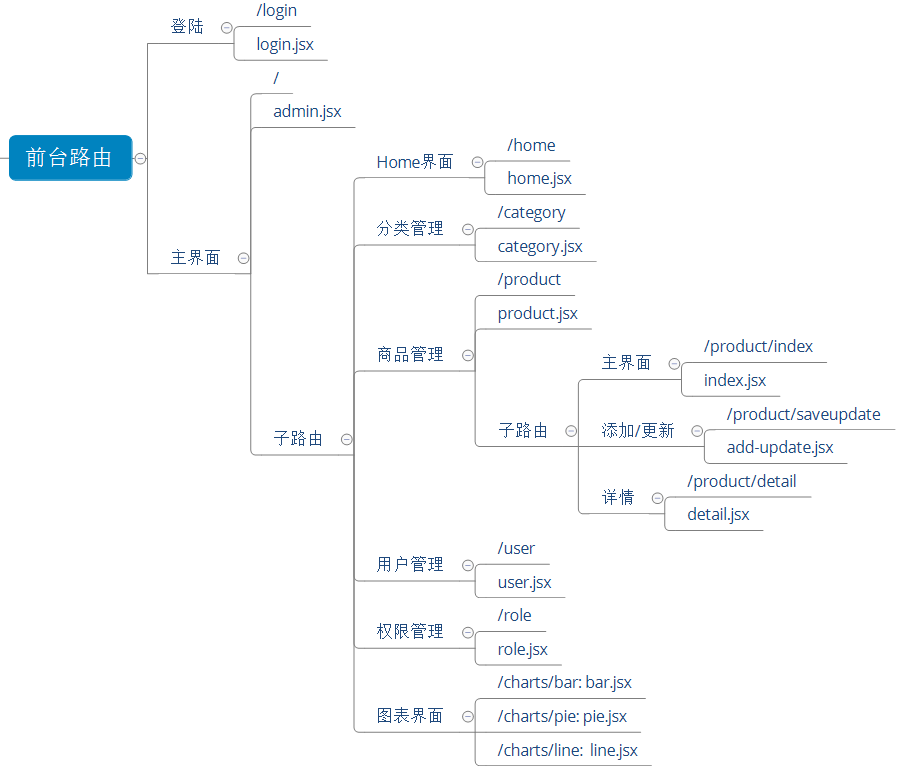 前台路由
登陆
/login
login.jsx
主界面
/
admin.jsx
子路由
Home界面
/home
home.jsx
分类管理
/category
category.jsx
商品管理
/product
product.jsx
子路由
主界面
/product/index
index.jsx
添加/更新
/product/saveupdate
add-update.jsx
详情
/product/detail
detail.jsx
用户管理
/user
user.jsx
权限管理
/role
role.jsx
图表界面
/charts/bar: bar.jsx
/charts/pie: pie.jsx
/charts/line: line.jsx